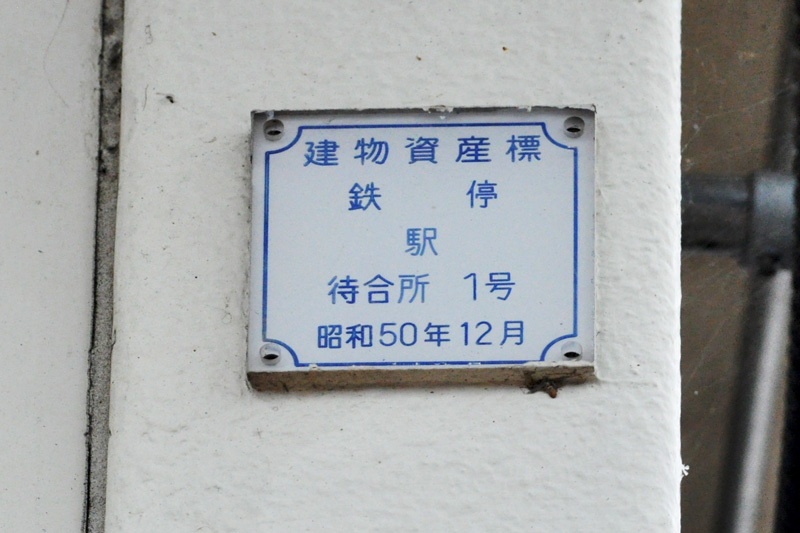 建物資産標
鉄　停
駅
待合所 1号
昭和50年12月